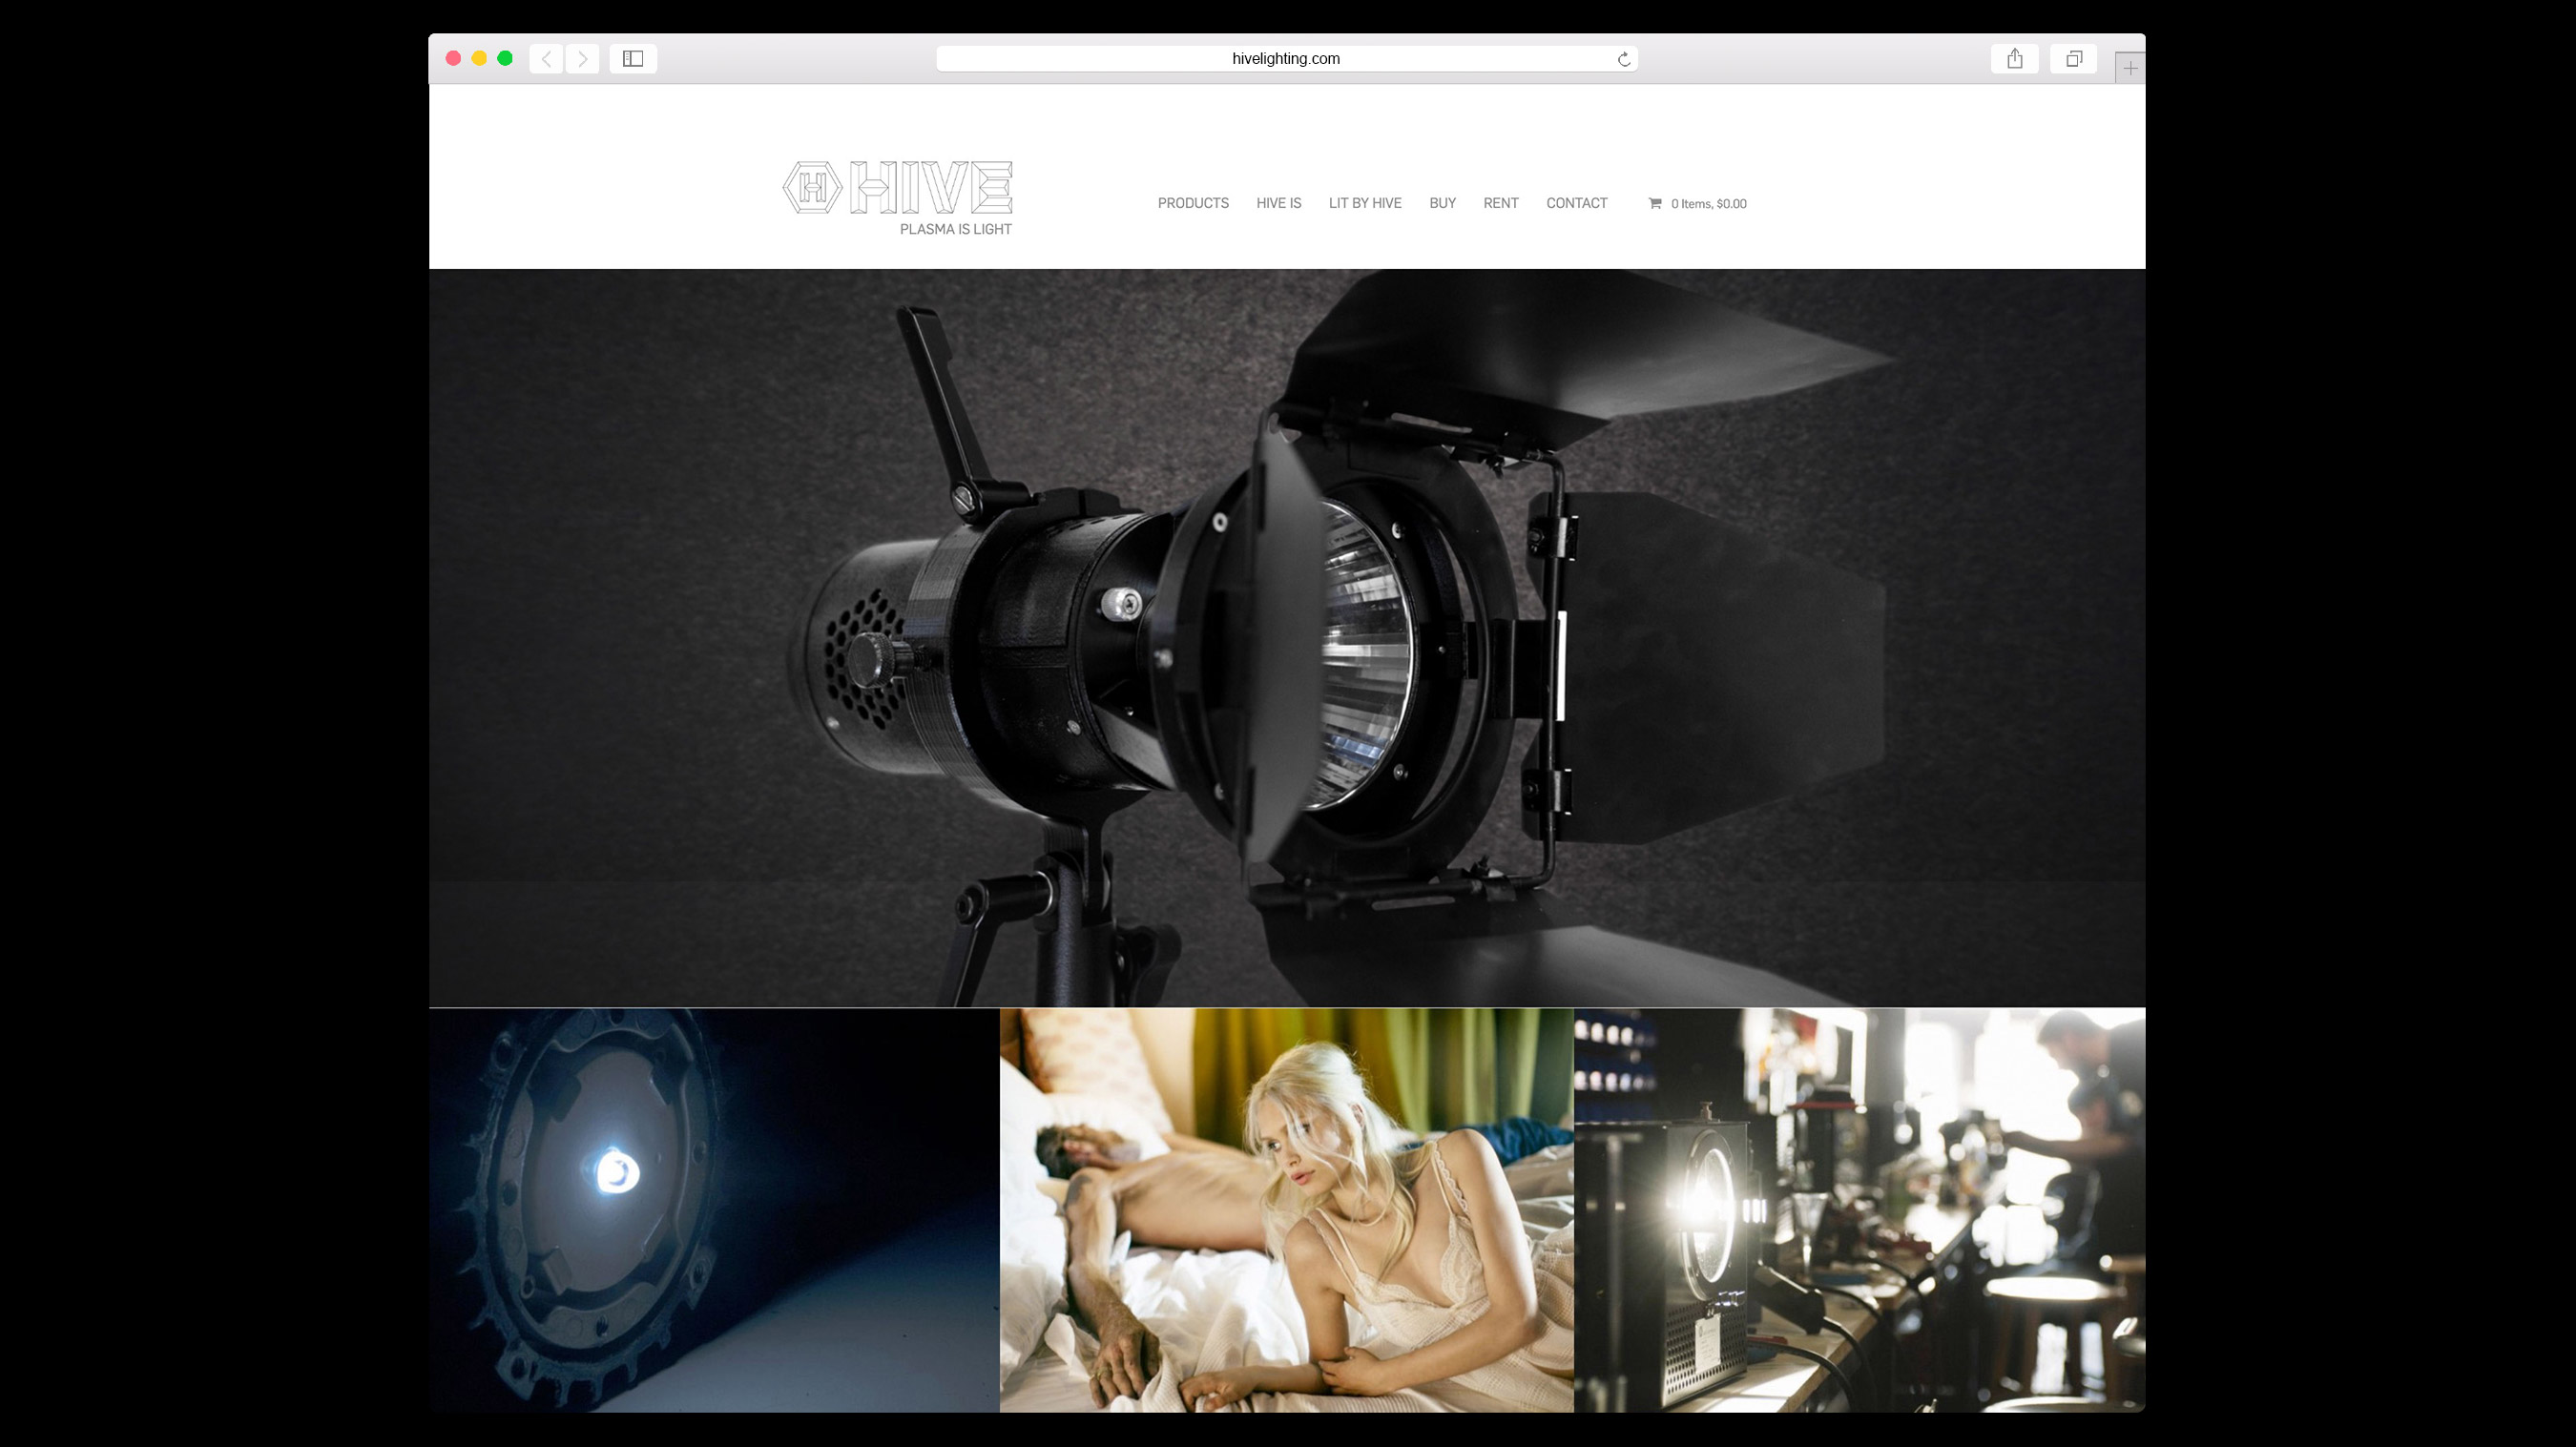 hivelighting.com
H HIVE
PLASMA IS LIGHT
PRODUCTS HIVE IS LIT BY HIVE BUY RENT CONTACT 0 Items, $0.00